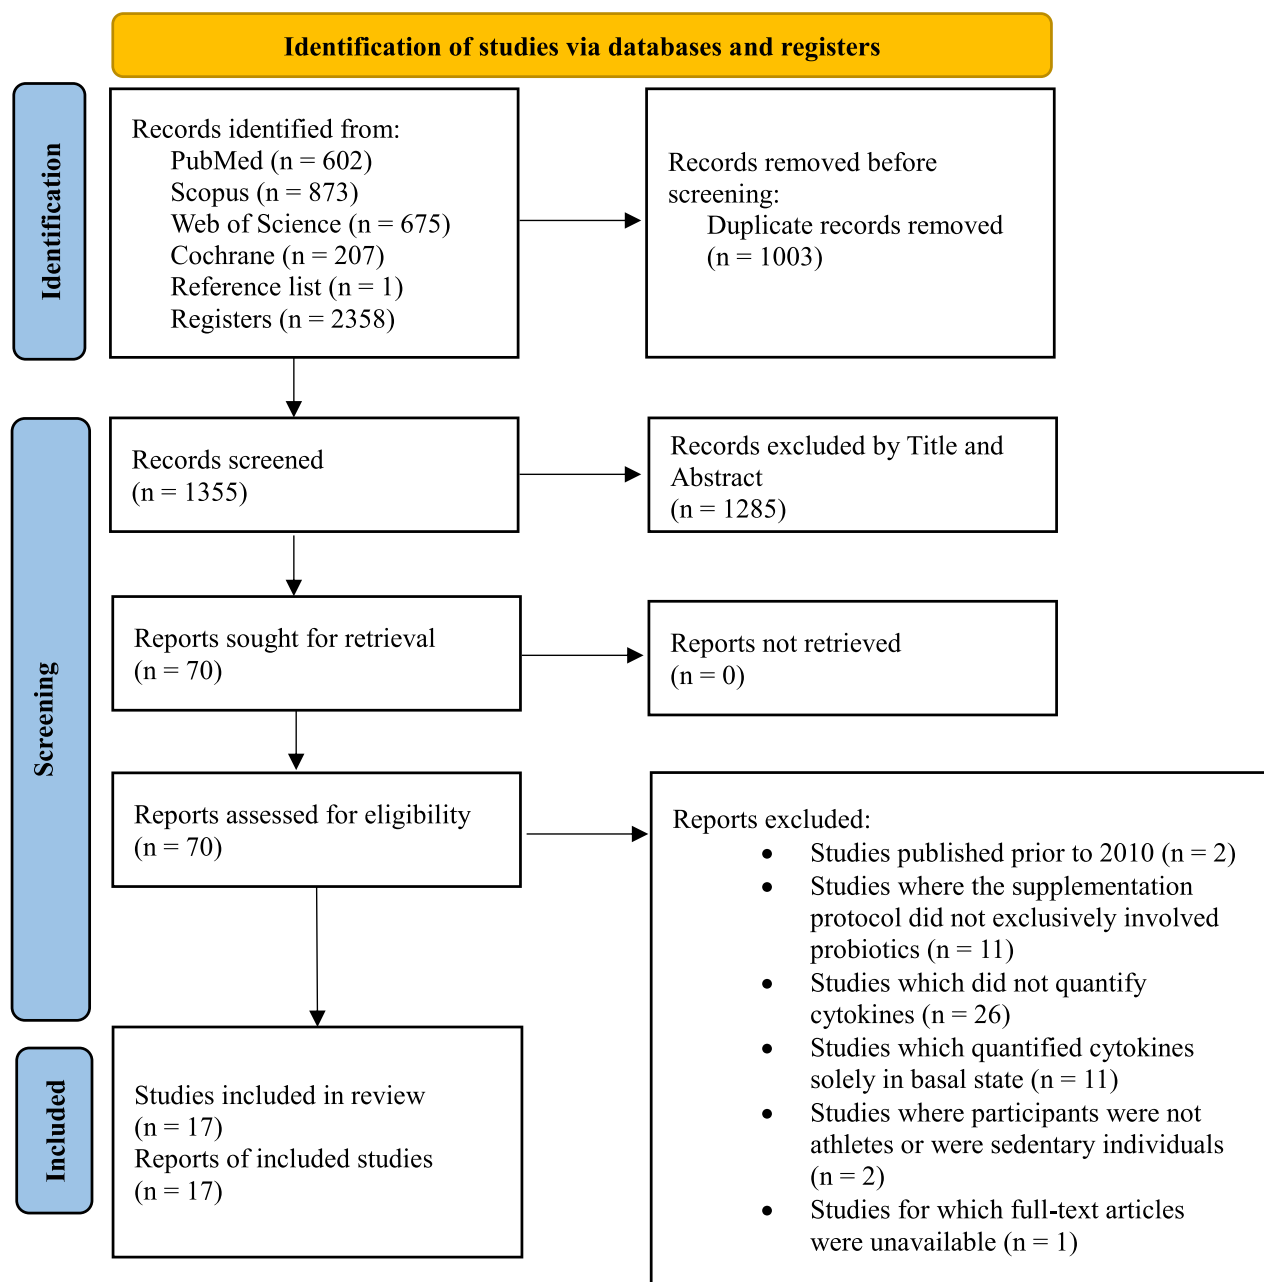 Identification of studies via databases and registers
Identification
Records identified from:
PubMed (n = 602)
Scopus (n = 873)
Web of Science (n = 675)
Cochrane (n = 207)
Reference list (n = 1)
Registers (n = 2358)
Records removed before
screening:
Duplicate records removed
(n = 1003)
Screening
Records screened
(n = 1355)
Records excluded by Title and
Abstract
(n = 1285)
Reports sought for retrieval
(n = 70)
Reports not retrieved
(n = 0)
Reports assessed for eligibility
(n = 70)
Reports excluded:
• Studies published prior to 2010 (n = 2)
• Studies where the supplementation
protocol did not exclusively involved
probiotics (n = 11)
• Studies which did not quantify
cytokines (n = 26)
• Studies which quantified cytokines
solely in basal state (n = 11)
• Studies where participants were not
athletes or were sedentary individuals
(n = 2)
• Studies for which full-text articles
were unavailable (n = 1)
Included
Studies included in review
(n = 17)
Reports of included studies
(n = 17)